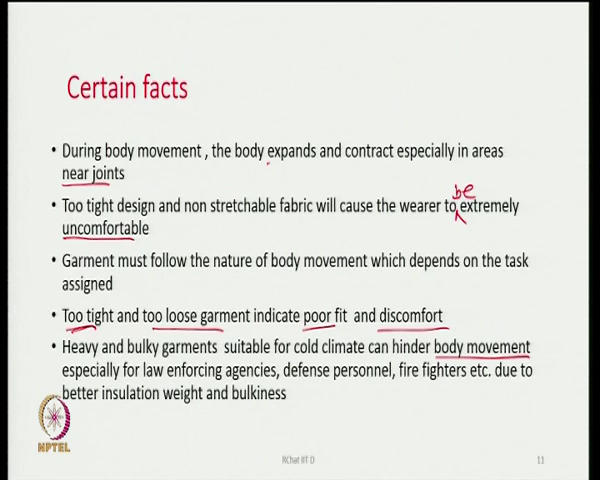 Certain facts
• During body movement , the body expands and contract especially in areas
near joints
be
• Too tight design and non stretchable fabric will cause the wearer to extremely
uncomfortable
• Garment must follow the nature of body movement which depends on the task
assigned
• Too tight and too loose garment indicate poor fit and discomfort
• Heavy and bulky garments suitable for cold climate can hinder body movement
especially for law enforcing agencies, defense personnel, fire fighters etc. due to
better insulation weight and bulkiness
NPTEL
RChat IIT D
11